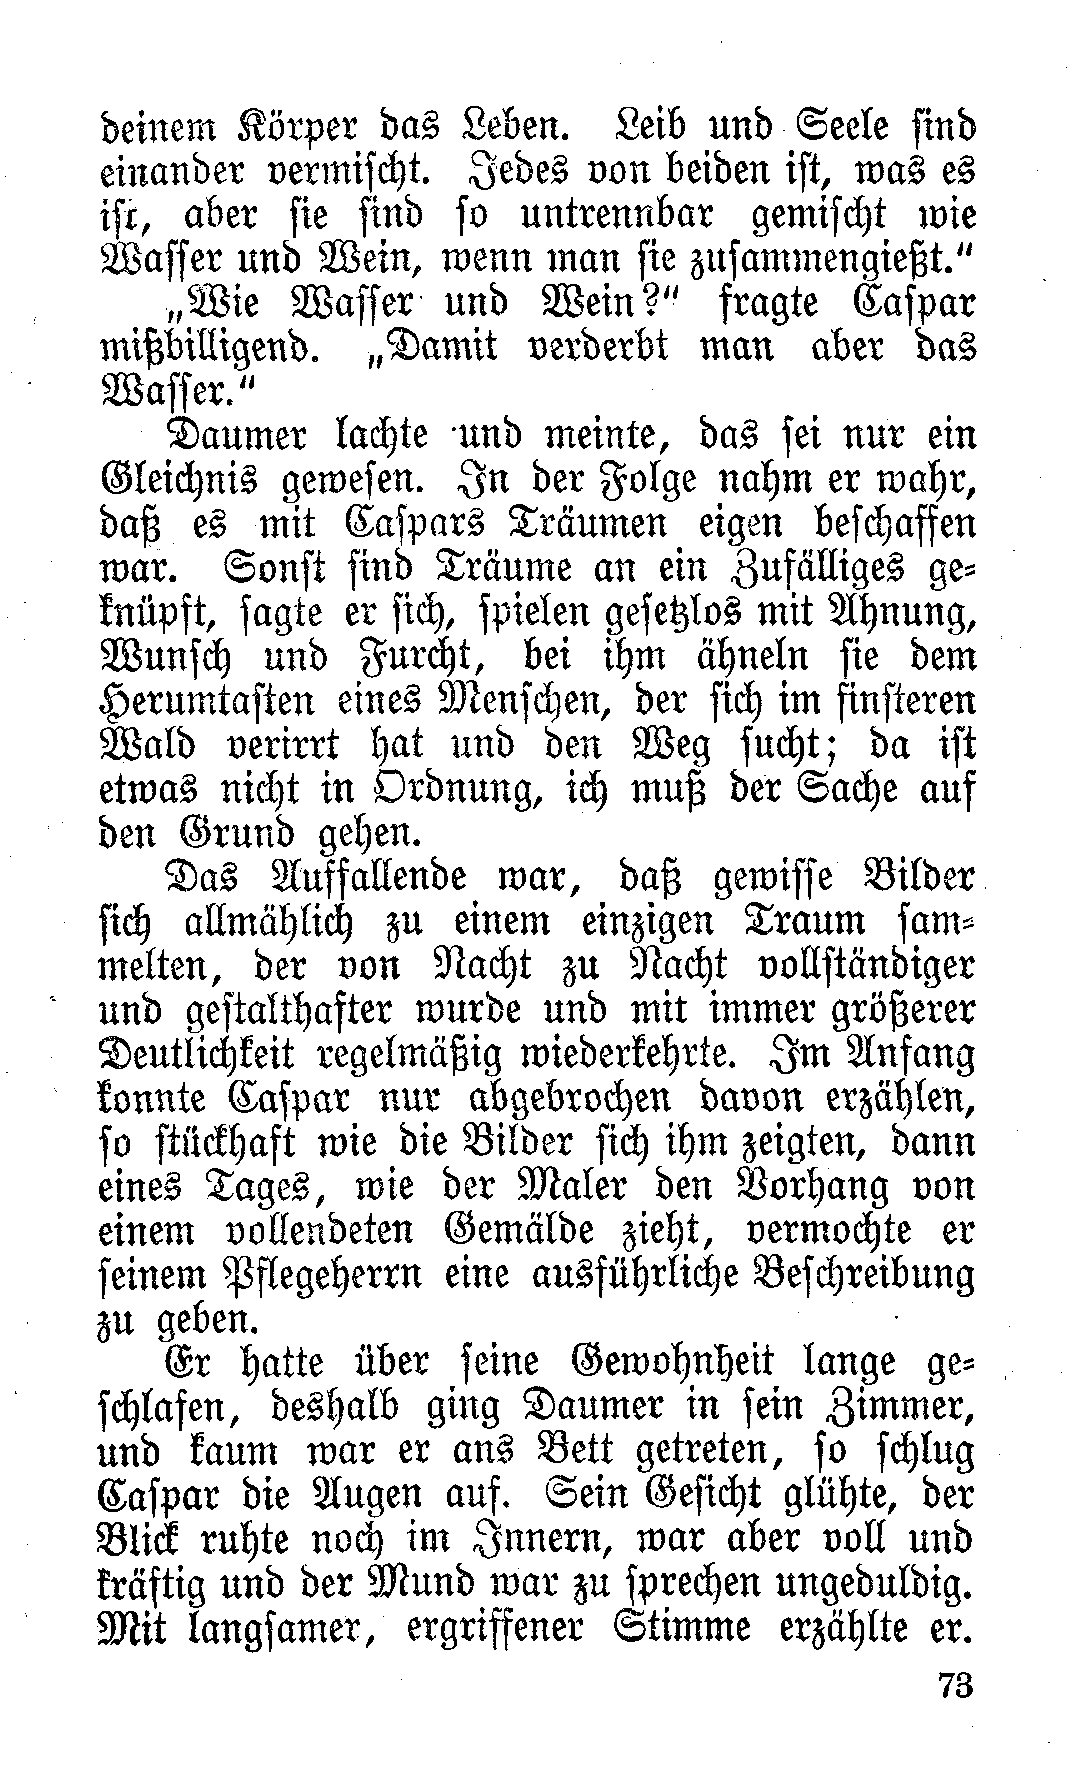 deinem Körper das Leben. Leib und Seele sind
einander vermischt. Jedes von beiden ist, was es
ist, aber sie sind so untrennbar gemischt wie
Wasser und Wein, wenn man sie zusammengießt."
„Wie Wasser und Wein?" fragte Caspar
mißbilligend. „Damit verderbt man aber das
Wasser."
Daumer lachte und meinte, das sei nur ein
Gleichnis gewesen. In der Folge nahm er wahr,
daß es mit Caspars Träumen eigen beschaffen
war. Sonst sind Träume an ein Zufälliges ge-
knüpft, sagte er sich, spielen gesetzlos mit Ahnung,
Wunsch und Furcht, bei ihm ähneln sie dem
Herumtasten eines Menschen, der sich im finsteren
Wald verirrt hat und den Weg sucht; da ist
etwas nicht in Ordnung, ich muß der Sache auf
den Grund gehen.
Das Auffallende war, daß gewisse Bilder
sich allmählich zu einem einzigen Traum sam-
melten, der von Nacht zu Nacht vollständiger
und gestalthafter wurde und mit immer größerer
Deutlichkeit regelmäßig wiederkehrte. Im Anfang
konnte Caspar nur abgebrochen davon erzählen,
so stückhaft wie die Bilder sich ihm zeigten, dann
eines Tages, wie der Maler den Vorhang von
einem vollendeten Gemälde zieht, vermochte er
seinem Pflegeherrn eine ausführliche Beschreibung
zu geben.
Er hatte über seine Gewohnheit lange ge-
schlafen, deshalb ging Daumer in sein Zimmer,
und kaum war er ans Bett getreten, so schlug
Caspar die Augen auf. Sein Gesicht glühte, der
Blick ruhte noch im Innern, war aber voll und
kräftig und der Mund war zu sprechen ungeduldig.
Mit langsamer, ergriffener Stimme erzählte er.
73